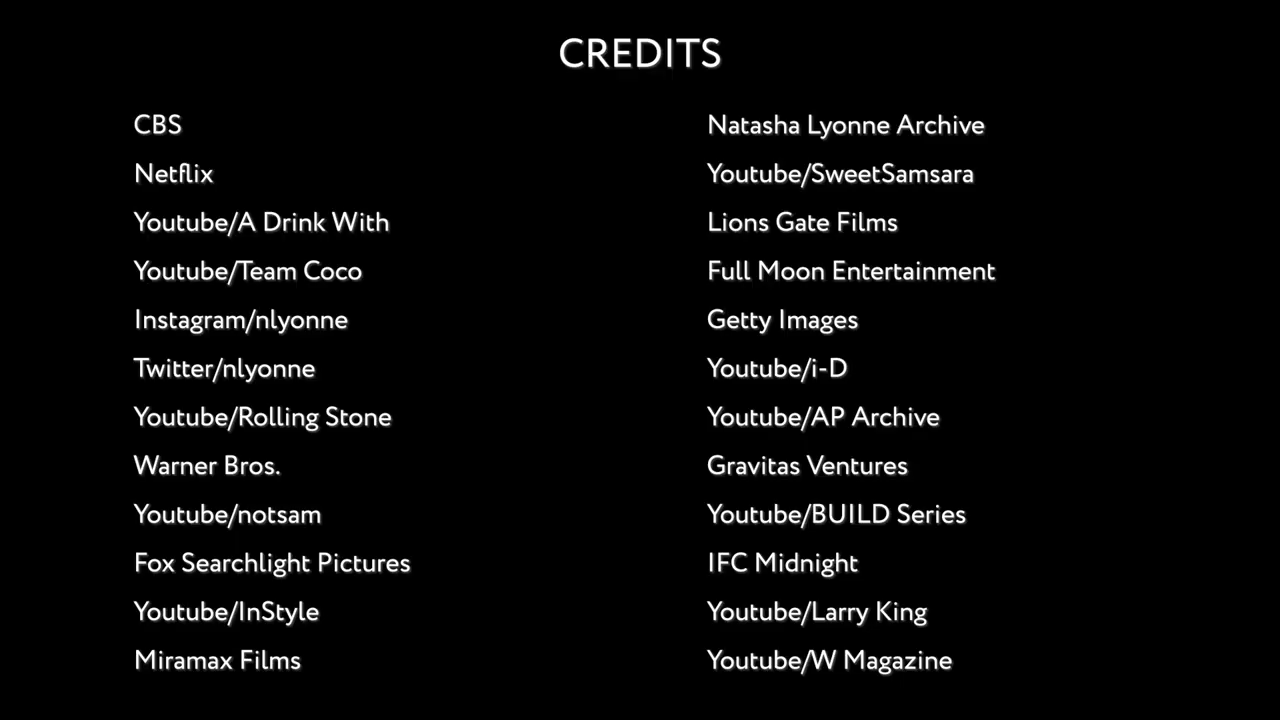 CREDITS
CBS
Netflix
Youtube/A Drink With
Youtube/Team Coco
Instagram/nlyonne
Twitter/nlyonne
Youtube/Rolling Stone
Warner Bros.
Youtube/notsam
Fox Searchlight Pictures
Youtube/InStyle
Miramax Films
Natasha Lyonne Archive
Youtube/SweetSamsara
Lions Gate Films
Full Moon Entertainment
Getty Images
Youtube/i-D
Youtube/AP Archive
Gravitas Ventures
Youtube/BUILD Series
IFC Midnight
Youtube/Larry King
Youtube/W Magazine